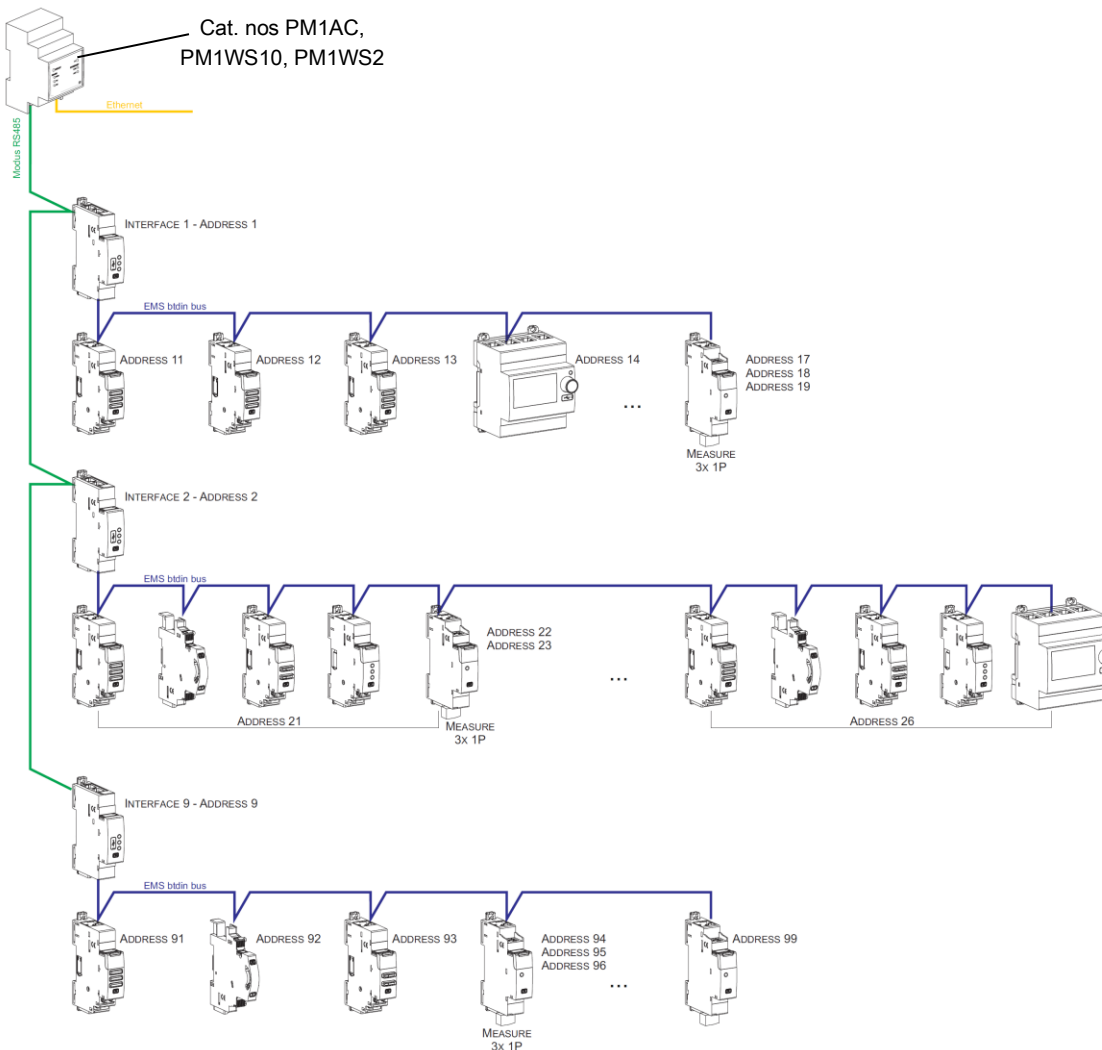 Cat. nos PM1AC,
PM1WS10, PM1WS2
Ethernet
Modus RS485
INTERFACE 1 - ADDRESS 1
EMS btdin bus
ADDRESS 11
ADDRESS 12
ADDRESS 13
ADDRESS 14
ADDRESS 17
ADDRESS 18
ADDRESS 19
...
MEASURE
3X 1P
INTERFACE 2 - ADDRESS 2
EMS btdin bus
ADDRESS 22
ADDRESS 23
...
ADDRESS 21
MEASURE
3X 1P
ADDRESS 26
INTERFACE 9 - ADDRESS 9
EMS btdin bus
ADDRESS 91
ADDRESS 92
ADDRESS 93
ADDRESS 94
ADDRESS 95
ADDRESS 96
ADDRESS 99
...
MEASURE
3X 1P